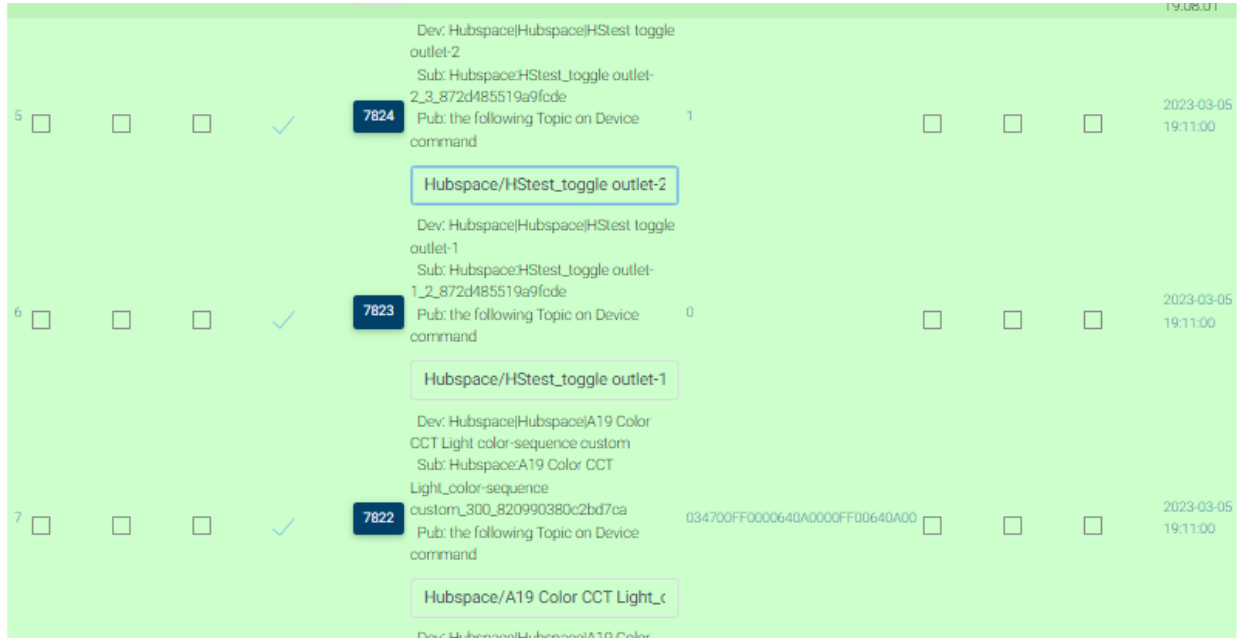 19:08:01
Dev: Hubspace|Hubspace|HStest toggle
outlet-2
Sub: Hubspace:HStest_toggle outlet-
2_3_872d485519a9fcde
Pub: the following Topic on Device
command
5
7824
1
2023-03-05
19:11:00
Hubspace/HStest_toggle outlet-2
Dev: Hubspace|Hubspace|HStest toggle
outlet-1
Sub: Hubspace:HStest_toggle outlet-
1_2_872d485519a9fcde
Pub: the following Topic on Device
command
6
7823
0
2023-03-05
19:11:00
Hubspace/HStest_toggle outlet-1
Dev: Hubspace|Hubspace|A19 Color
CCT Light color-sequence custom
Sub: Hubspace:A19 Color CCT
Light_color-sequence
custom_300_820990380c2bd7ca
Pub: the following Topic on Device
command
7
7822
034700FF0000640A0000FF00640A00
2023-03-05
19:11:00
Hubspace/A19 Color CCT Light_c
Dev: Hubspace|Hubspace|A19 Color